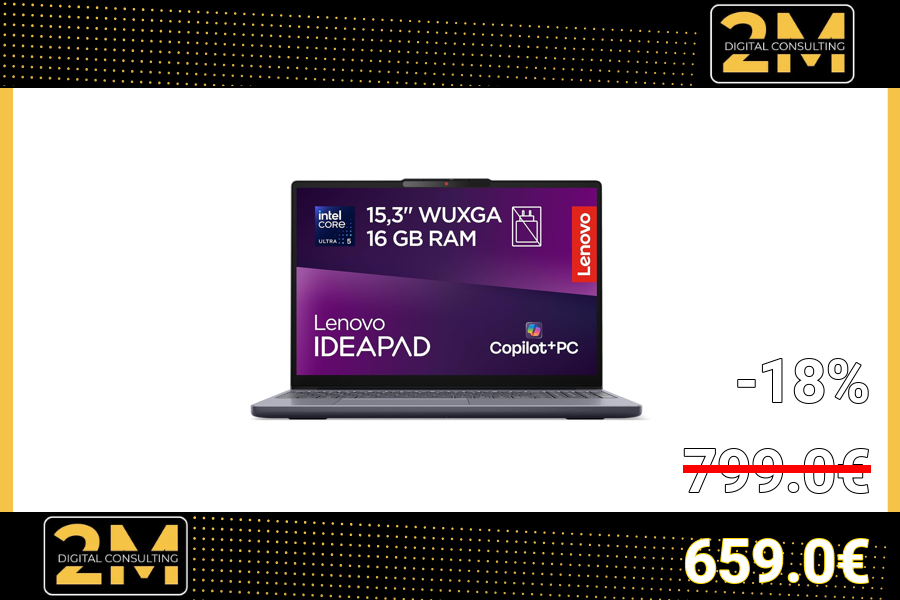 2M
DIGITAL CONSULTING
intel
CORE
ULTRA 5
15,3" WUXGA
16 GB RAM
Lenovo
Lenovo
IDEAPAD
Copilot+PC
-18%
799.0€
2M
DIGITAL CONSULTING
659.0€